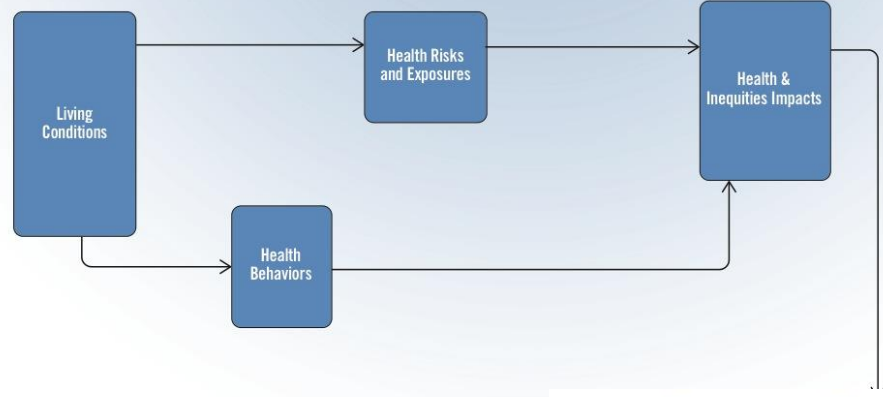 Living
Conditions
Health Risks
and Exposures
Health
Behaviors
Health &
Inequities Impacts